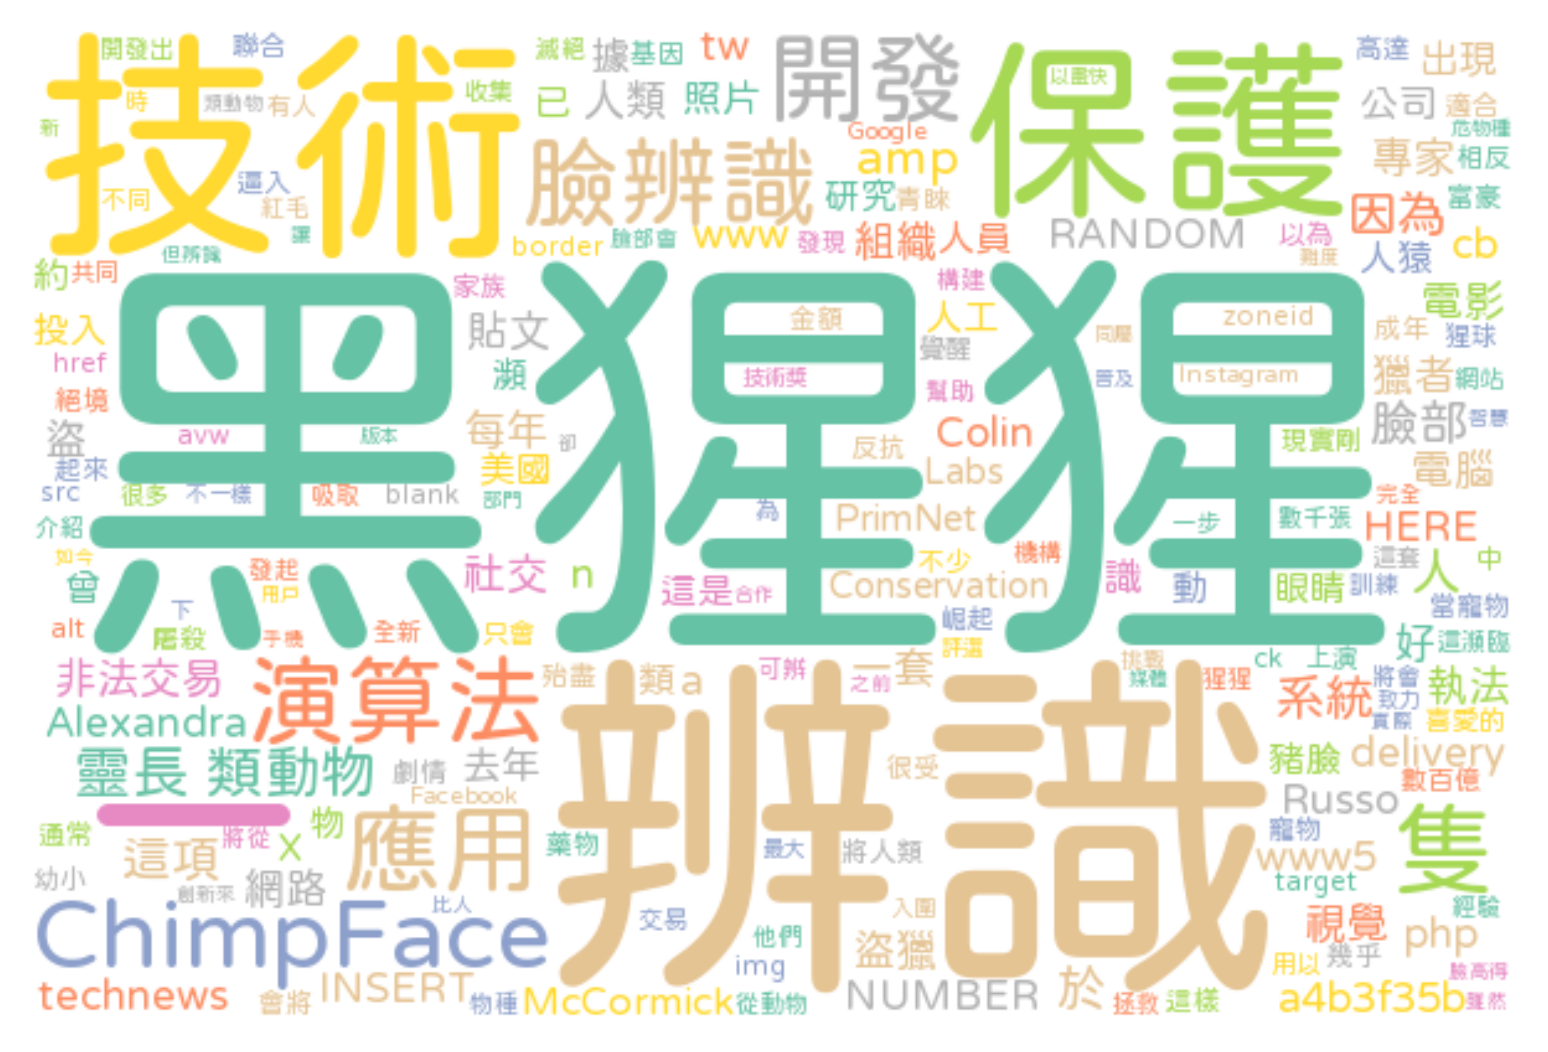 技術
開發出
聯合
時
類動物
有人
收集
新
不同
逼入
紅毛
讓
但辨識
滅絕
據
基因
tw
已
人類
照片
開發
保護
以盡快
高達
出現
公司
適合
危物種
專家
相反
Google
amp
臉辨識
研究
青睞
富豪
因為
border
臉部會
www
發現
組織
人員
RANDOM
以為
難度
人猿
cb
約
共同
家族
構建
電影
黑猩猩
投入
貼文
金額
人工
同屬
zoneid
成年
猩球
href
瀕
技術獎
覺醒
幫助
普及
Instagram
獵者
網站
絕境
盜
avw
版本
每年
卻
反抗
Colin
現實剛
臉部
智慧
起來
美國
Labs
電腦
src
很多
不一樣
吸取
blank
部門
為
PrimNet
一步
數千張
完全
HERE
介紹
如今
曾
發起
用戶
社交
n
這是
合作
不少
Conservation
機構
識
動
眼睛
這套
訓練
人
中
下
當寵物
alt
屠殺
手機
全新
只會
崛起
評選
好
這瀕臨
非法交易
演算法
殆盡
類
a
可辨
之前
一套
挑戰
媒體
猩猩
ck
上演
將會
致力
執法
系統
實際
喜愛的
Alexandra
靈長
類動物
劇情
去年
Facebook
辨識
很受
豬臉
delivery
數百億
Russo
一
通常
這項
將從
X
物
應用
藥物
最大
將人類
寵物
www5
隻
幼小
創新來
網路
target
ChimpFace
比人
交易
他們
入圍
盜獵
視覺
經驗
php
幾乎
technews
會將
INSERT
物種
McCormick
img
從動物
NUMBER
於
拯救
這樣
用以
臉高得
a4b3f35b
雖然